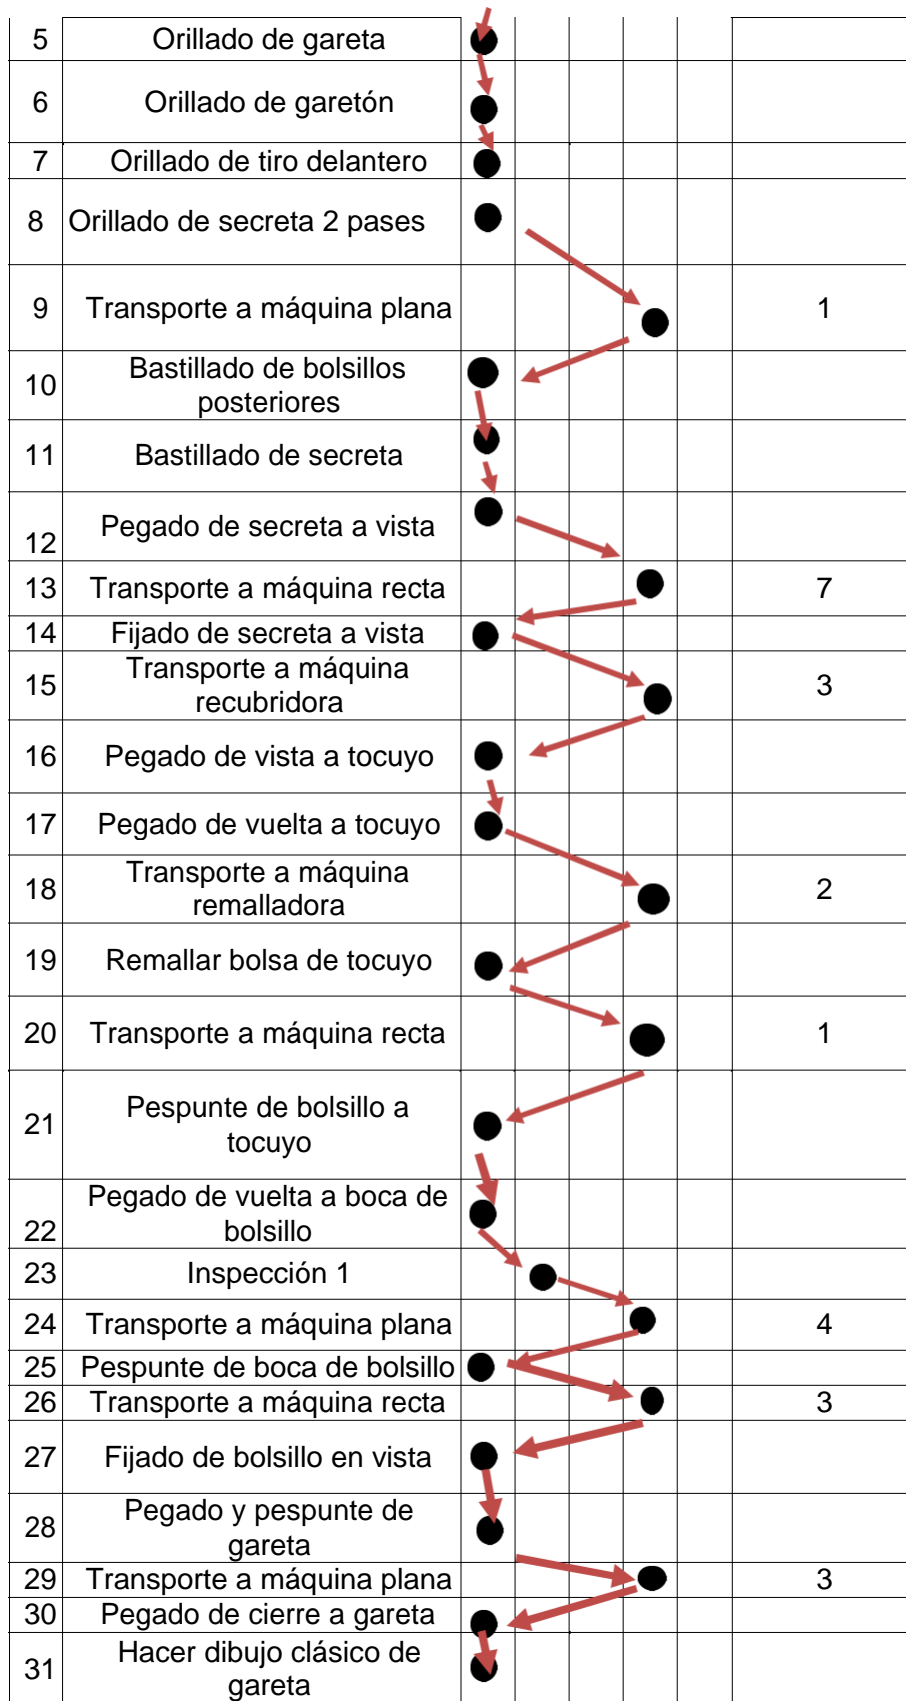 5 Orillado de gareta
6 Orillado de garetón
7 Orillado de tiro delantero
8 Orillado de secreta 2 pases
9 Transporte a máquina plana 1
10 Bastillado de bolsillos
posteriores
11 Bastillado de secreta
12 Pegado de secreta a vista
13 Transporte a máquina recta 7
14 Fijado de secreta a vista
15 Transporte a máquina
recubridora 3
16 Pegado de vista a tocuyo
17 Pegado de vuelta a tocuyo
18 Transporte a máquina
remalladora 2
19 Remallar bolsa de tocuyo
20 Transporte a máquina recta 1
21 Pespunte de bolsillo a
tocuyo
22 Pegado de vuelta a boca de
bolsillo
23 Inspección 1
24 Transporte a máquina plana 4
25 Pespunte de boca de bolsillo
26 Transporte a máquina recta 3
27 Fijado de bolsillo en vista
28 Pegado y pespunte de
gareta
29 Transporte a máquina plana 3
30 Pegado de cierre a gareta
31 Hacer dibujo clásico de
gareta